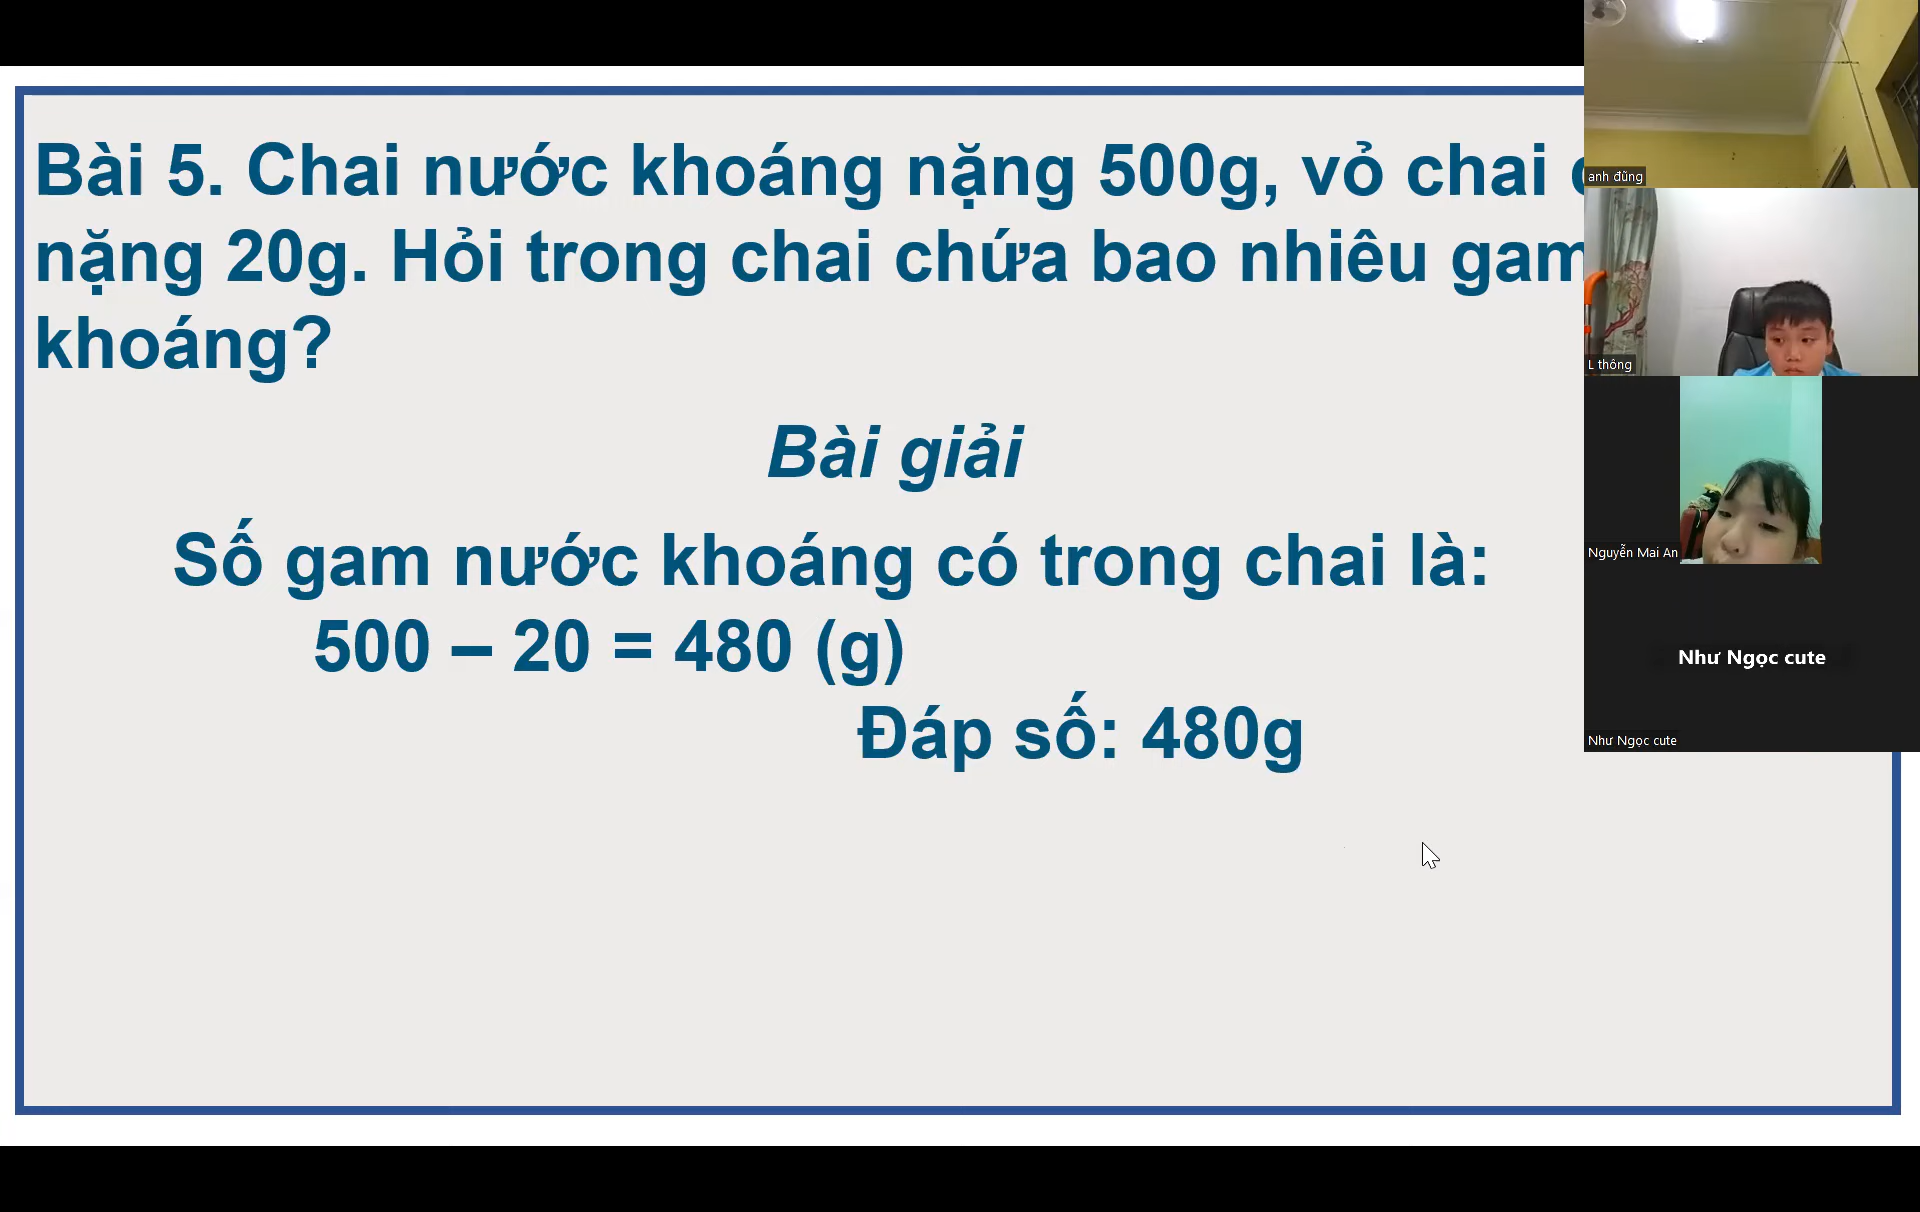 Bài 5. Chai nước khoáng nặng 500g, vỏ chai
nặng 20g. Hỏi trong chai chứa bao nhiêu gam
khoáng?
Bài giải
Số gam nước khoáng có trong chai là:
500 – 20 = 480 (g)
Đáp số: 480g
anh đũng
L thông
Nguyễn Mai An
Như Ngọc cute
Như Ngọc cute